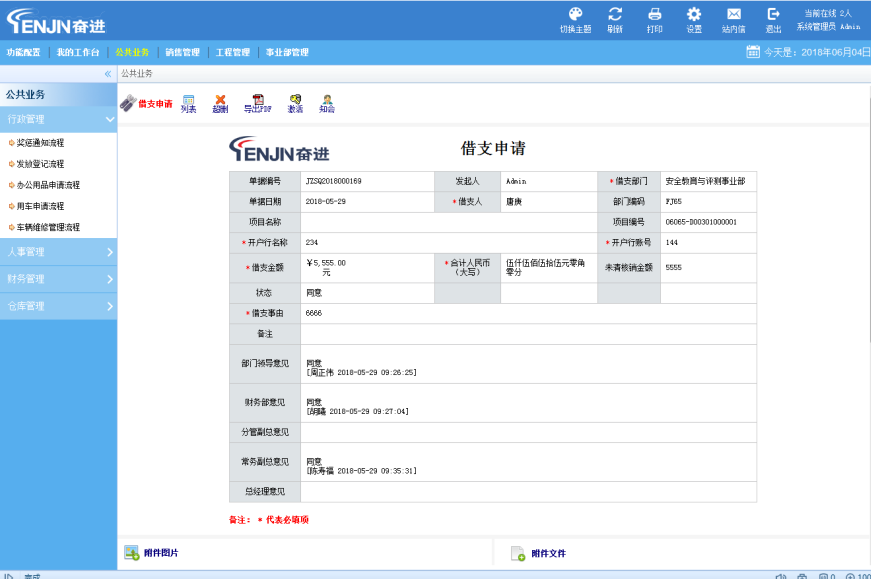 TENJIN奋进
切换主题 刷新 打印 设置 站内信 退出
当前在线 2人
系统管理员 Admin
功能配置 我的工作台 公共业务 销售管理 工程管理 事业部管理
今天是: 2018年06月04日
公共业务
公共业务
行政管理
奖惩通知流程
发放登记流程
办公用品申请流程
用车申请流程
车辆维修管理流程
人事管理
财务管理
仓库管理
借支申请 列表 超删 导出PDF 激活 知会
TENJIN奋进
借支申请
单据编号 JZSQ2018000169 发起人 Admin *借支部门 安全教育与评测事业部
单据日期 2018-05-29 *借支人 唐庚 部门编码 FJ65
项目名称 项目编号 06065-D00301000001
*开户行名称 234 *开户行账号 144
*借支金额 ￥5,555.00 元 *合计人民币(大写) 伍仟伍佰伍拾伍元零角零分 未清核销金额 5555
状态 同意
*借支事由 6666
备注
部门领导意见 同意
[周正伟 2018-05-29 09:26:25]
财务部意见 同意
2018-05-29 09:27:04]
分管副总意见
常务副总意见 同意
[陈寿福 2018-05-29 09:35:31]
总经理意见
备注: * 代表必填项
附件图片 附件文件
完成
0
100